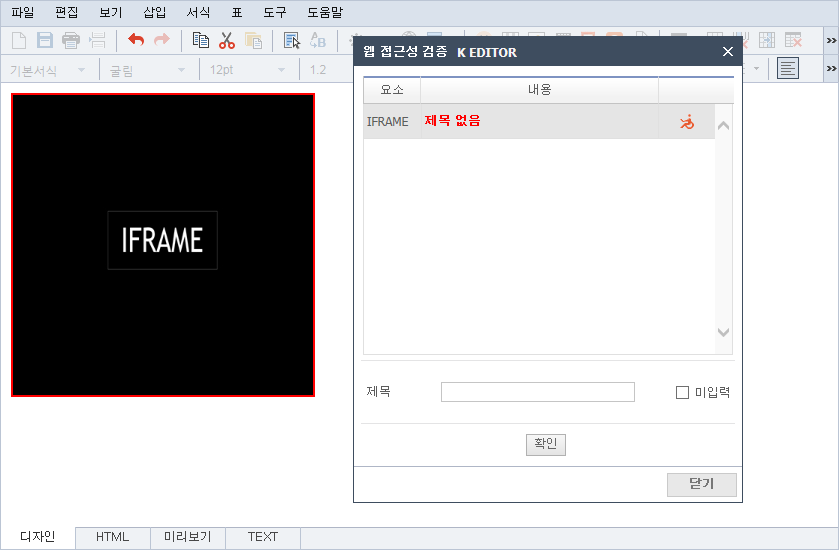 파일 편집 보기 삽입 서식 표 도구 도움말
기본서식 굴림 12pt 1.2
IFRAME
웹 접근성 검증 K EDITOR
요소 내용
IFRAME 제목 없음
제목 미입력
확인
닫기
디자인 HTML 미리보기 TEXT